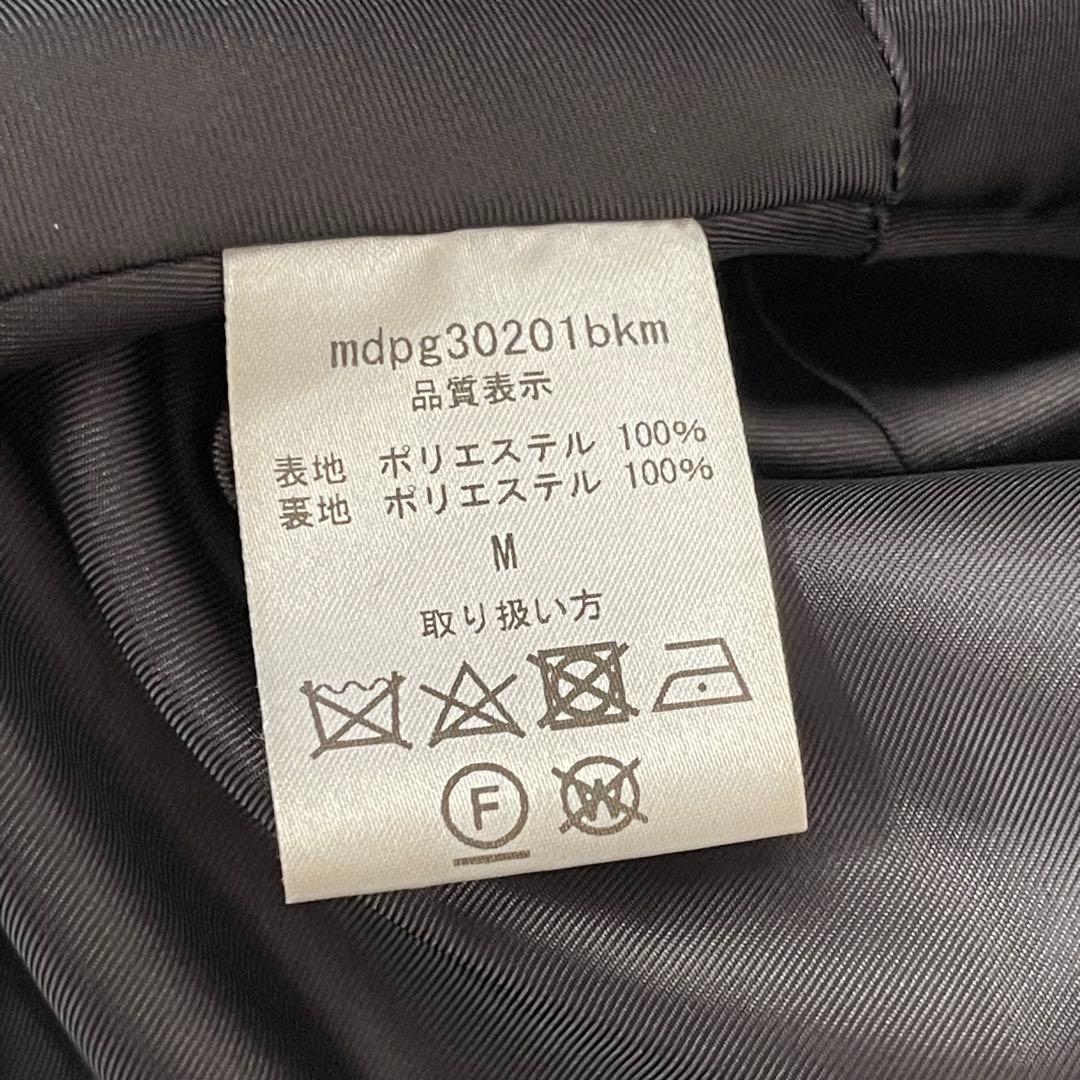 mdpg30201bkm
品質表示
表地 ポリエステル 100%
裏地 ポリエステル 100%
M
取り扱い方
F W